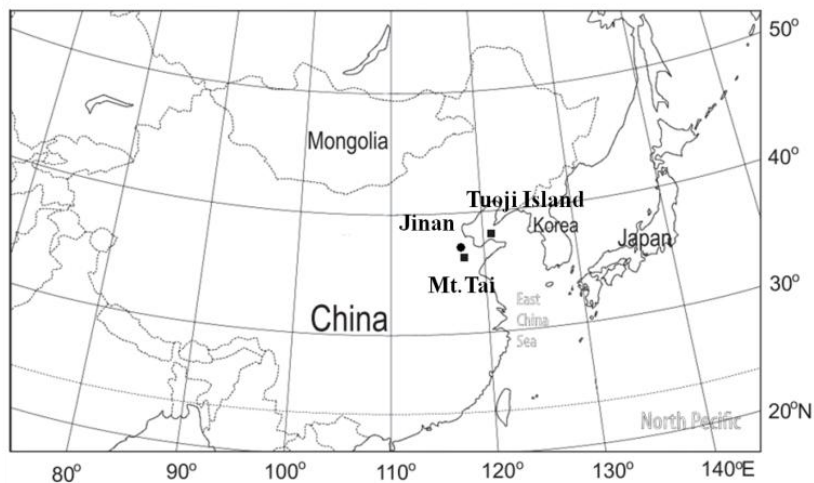 50°
Mongolia
40°
Tuoji Island
Jinan
Korea
Japan
Mt. Tai
30°
East
China
Sea
China
20°N
North Pecific
80°
90°
100°
110°
120°
130°
140°E